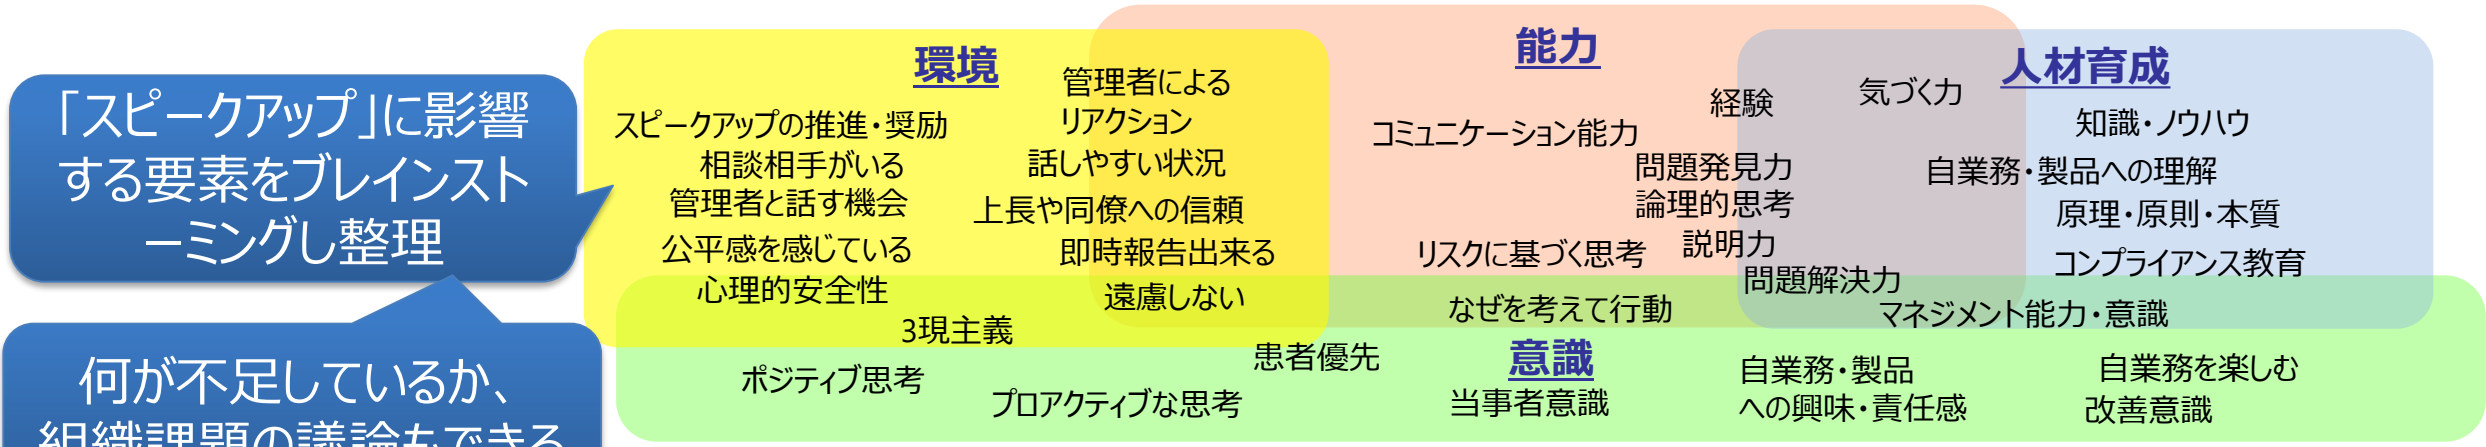 「スピークアップ」に影響
する要素をブレインスト
ーミングし整理
何が不足しているか、
組織課題の議論もできる
環境
スピークアップの推進・奨励
相談相手がいる
管理者と話す機会
公平感を感じている
心理的安全性
管理者による
リアクション
話しやすい状況
上長や同僚への信頼
即時報告出来る
遠慮しない
3現主義
能力
コミュニケーション能力
経験
気づく力
問題発見力
論理的思考
リスクに基づく思考
説明力
問題解決力
なぜを考えて行動
人材育成
知識・ノウハウ
自業務・製品への理解
原理・原則・本質
コンプライアンス教育
マネジメント能力・意識
意識
ポジティブ思考
プロアクティブな思考
患者優先
当事者意識
自業務・製品
への興味・責任感
自業務を楽しむ
改善意識